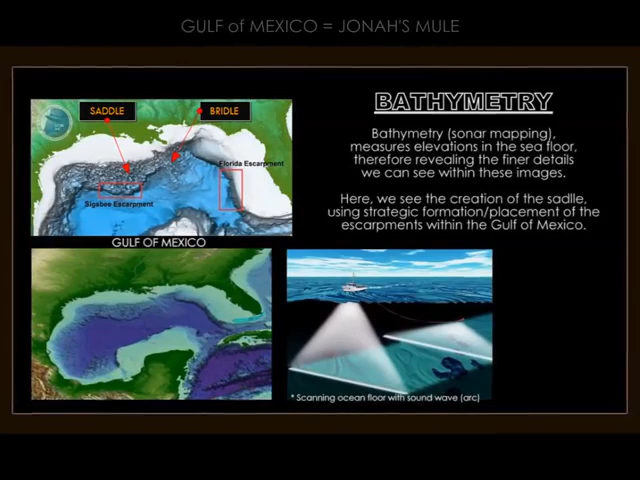 GULF of MEXICO = JONAH'S MULE
SADDLE
BRIDLE
Florida Escarpment
Sigsbee Escarpment
GULF OF MEXICO
BATHYMETRY
Bathymetry (sonar mapping),
measures elevations in the sea floor,
therefore revealing the finer details
we can see within these images.
Here, we see the creation of the sadlle,
using strategic formation/placement of the
escarpments within the Gulf of Mexico.
* Scanning ocean floor with sound wave (arc)